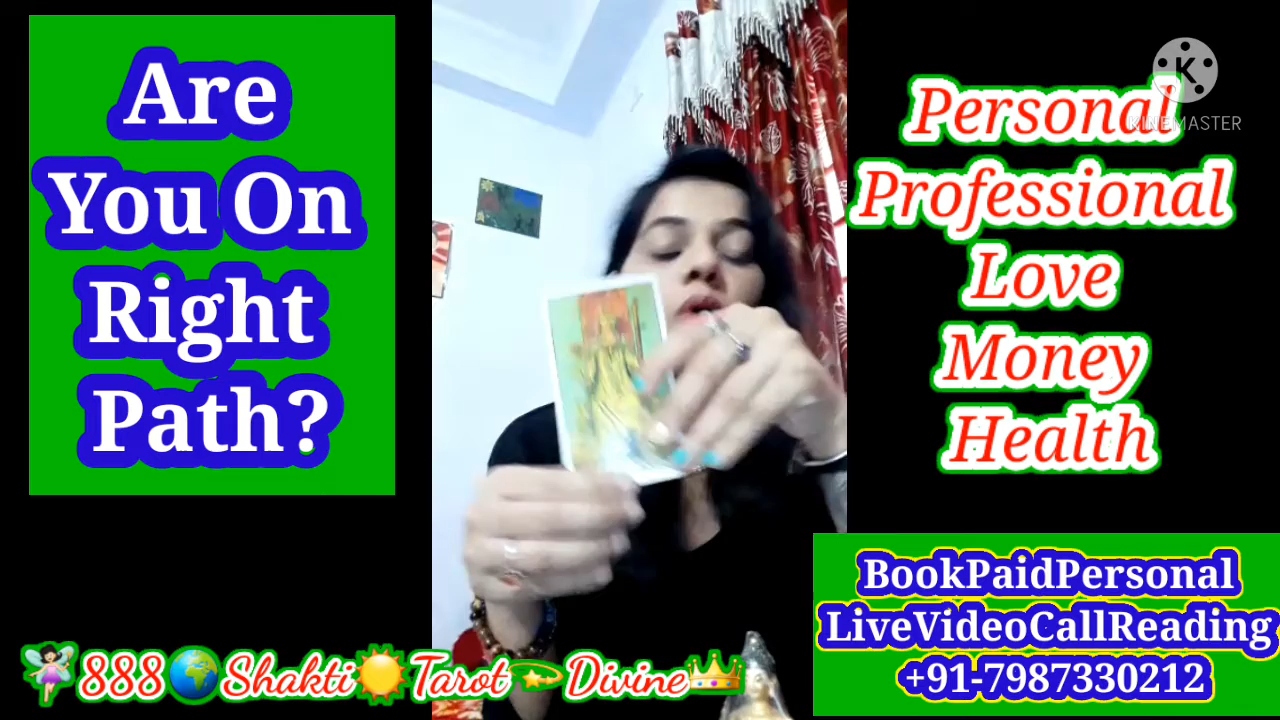 Are
You On
Right
Path?
Personal
Professional
Love
Money
Health
KINEMASTER
BookPaidPersonal
LiveVideoCallReading
+91-7987330212
🧚🏻‍♀️888🌍Shakti☀️Tarot💫Divine👑